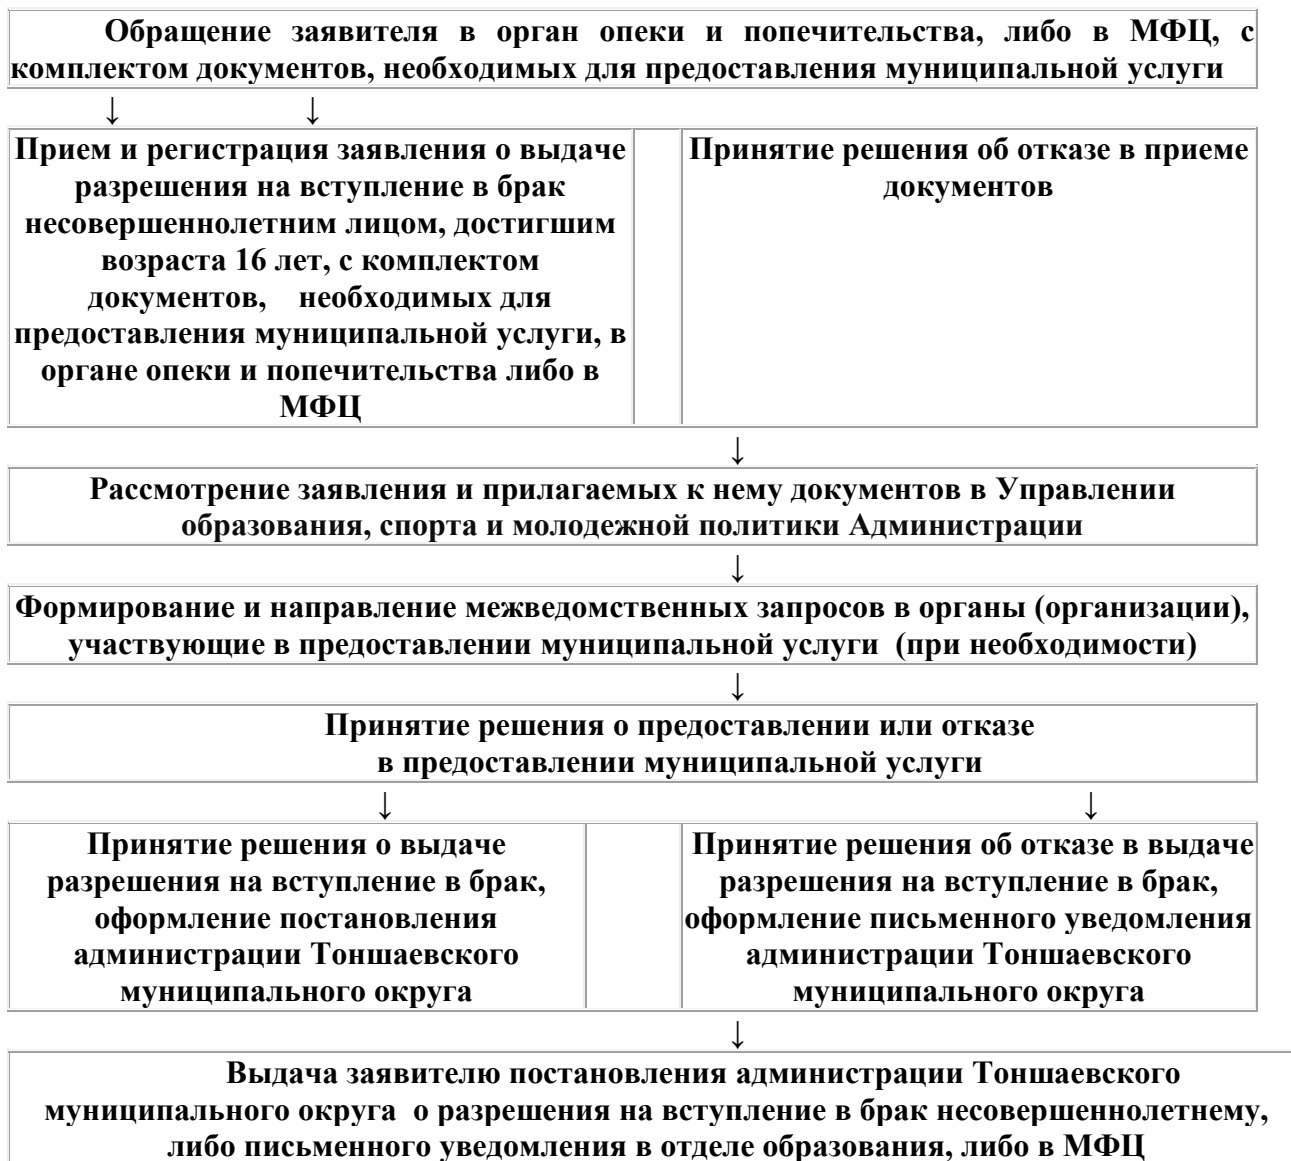 Обращение заявителя в орган опеки и попечительства, либо в МФЦ, с
комплектом документов, необходимых для предоставления муниципальной услуги
↓ ↓
Прием и регистрация заявления о выдаче
разрешения на вступление в брак
несовершеннолетним лицом, достигшим
возраста 16 лет, с комплектом
документов, необходимых для
предоставления муниципальной услуги, в
органе опеки и попечительства либо в
МФЦ
Принятие решения об отказе в приеме
документов
↓
Рассмотрение заявления и прилагаемых к нему документов в Управлении
образования, спорта и молодежной политики Администрации
↓
Формирование и направление межведомственных запросов в органы (организации),
участвующие в предоставлении муниципальной услуги (при необходимости)
↓
Принятие решения о предоставлении или отказе
в предоставлении муниципальной услуги
↓ ↓
Принятие решения о выдаче
разрешения на вступление в брак,
оформление постановления
администрации Тоншаевского
муниципального округа
Принятие решения об отказе в выдаче
разрешения на вступление в брак,
оформление письменного уведомления
администрации Тоншаевского
муниципального округа
↓
Выдача заявителю постановления администрации Тоншаевского
муниципального округа о разрешения на вступление в брак несовершеннолетнему,
либо письменного уведомления в отделе образования, либо в МФЦ